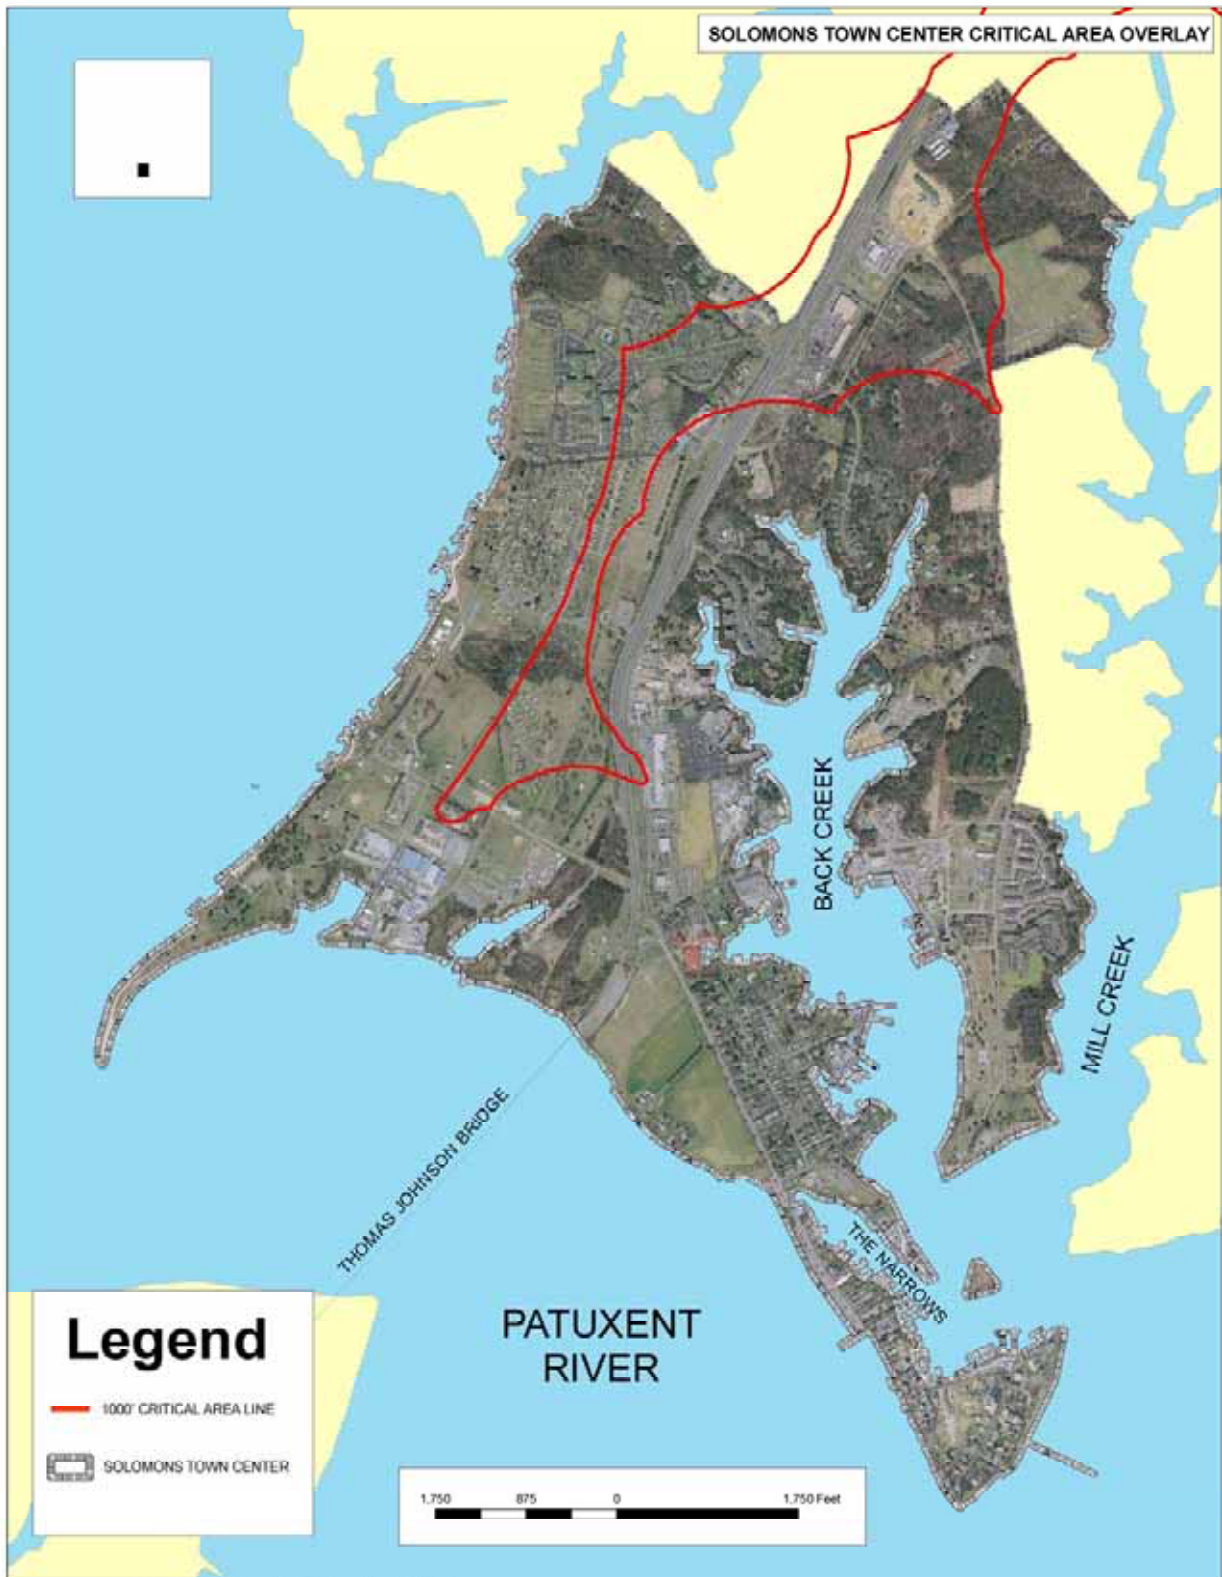 SOLOMONS TOWN CENTER CRITICAL AREA OVERLAY
BACK CREEK
MILL CREEK
THOMAS JOHNSON BRIDGE
THE NARROWS
PATUXENT
RIVER
Legend
1000' CRITICAL AREA LINE
SOLOMONS TOWN CENTER
1,750 875 0 1,750 Feet